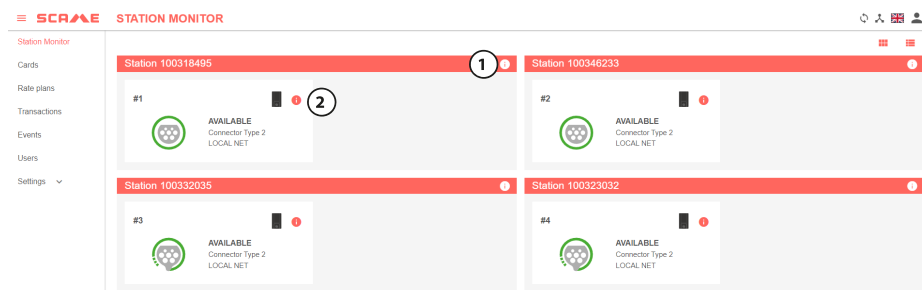 SCAME STATION MONITOR
Station Monitor
Cards
Rate plans
Transactions
Events
Users
Settings
Station 100318495 1
#1
2
AVAILABLE
Connector Type 2
LOCAL NET
Station 100346233
#2
AVAILABLE
Connector Type 2
LOCAL NET
Station 100332035
#3
AVAILABLE
Connector Type 2
LOCAL NET
Station 100323032
#4
AVAILABLE
Connector Type 2
LOCAL NET